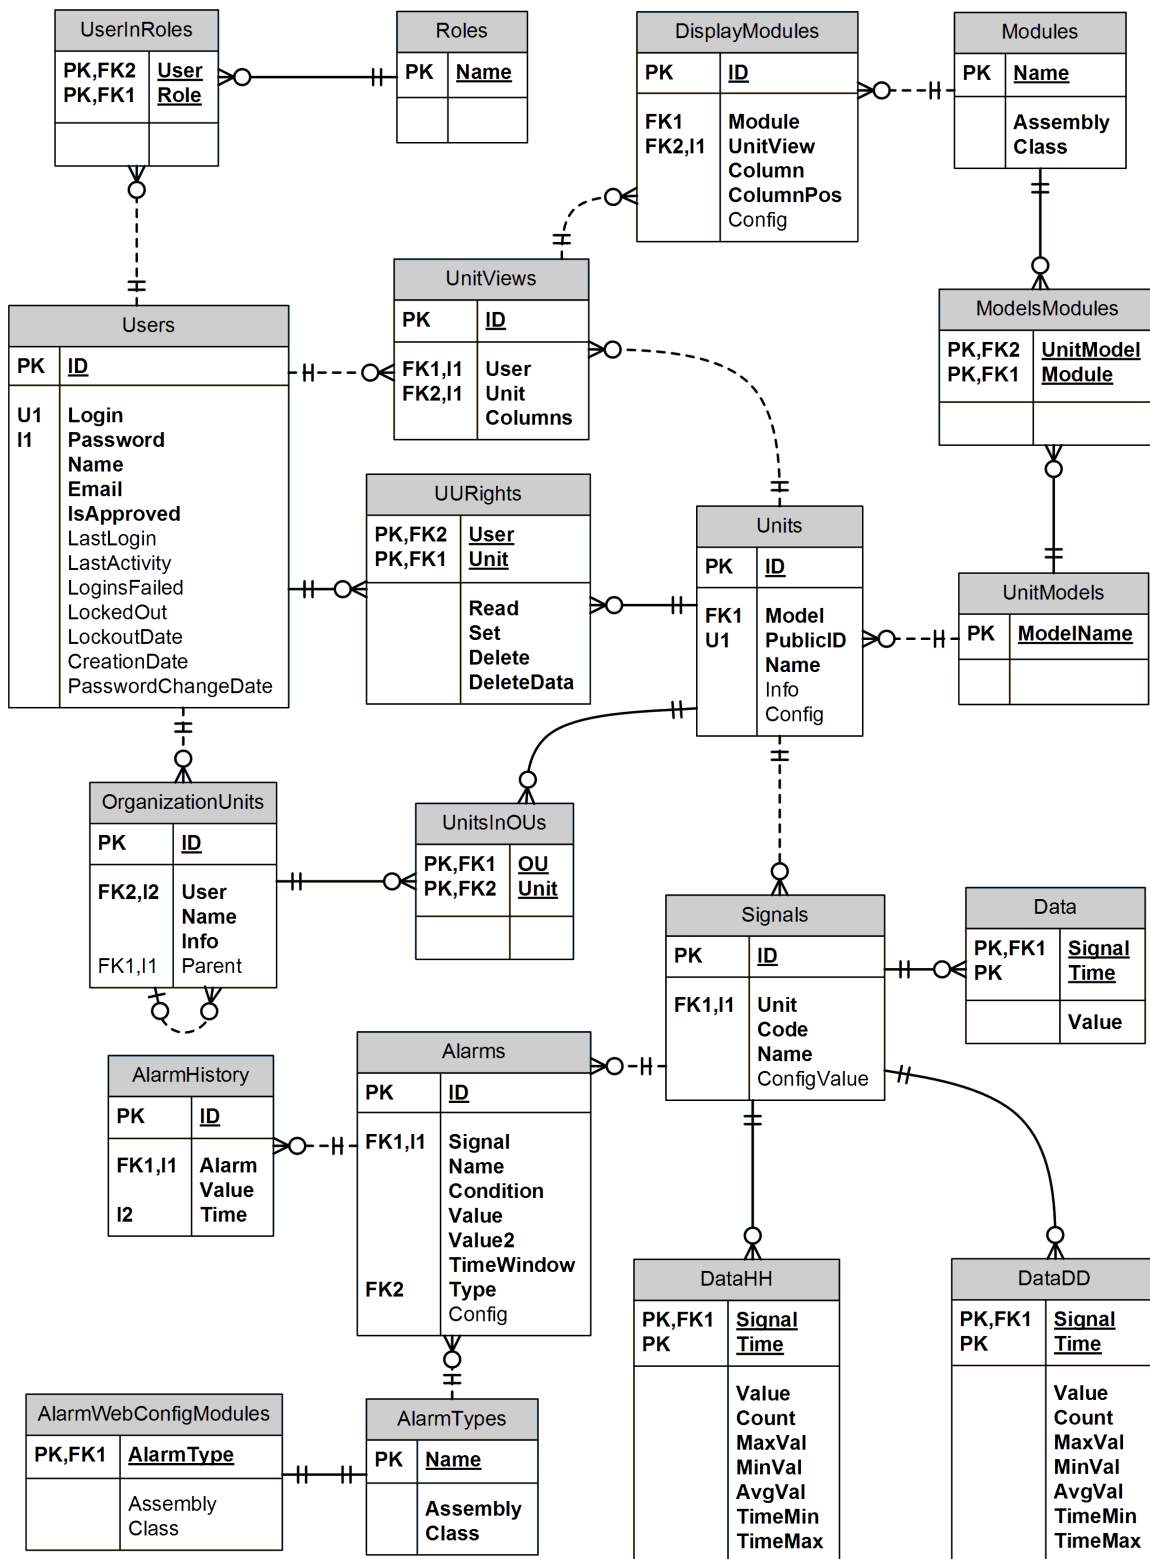 UserInRoles
PK,FK2 User
PK,FK1 Role
Roles
PK Name
DisplayModules
PK ID
FK1 Module
FK2,I1 UnitView
Column
ColumnPos
Config
Modules
PK Name
Assembly
Class
UnitViews
PK ID
FK1,I1 User
FK2,I1 Unit
Columns
ModelsModules
PK,FK2 UnitModel
PK,FK1 Module
Users
PK ID
U1 Login
I1 Password
Name
Email
IsApproved
LastLogin
LastActivity
LoginsFailed
LockedOut
LockoutDate
CreationDate
PasswordChangeDate
UURights
PK,FK2 User
PK,FK1 Unit
Read
Set
Delete
DeleteData
Units
PK ID
FK1 Model
U1 PublicID
Name
Info
Config
UnitModels
PK ModelName
OrganizationUnits
PK ID
FK2,I2 User
Name
Info
FK1,I1 Parent
UnitsInOUs
PK,FK1 OU
PK,FK2 Unit
Signals
PK ID
FK1,I1 Unit
Code
Name
ConfigValue
Data
PK,FK1 Signal
PK Time
Value
AlarmHistory
PK ID
FK1,I1 Alarm
Value
I2 Time
Alarms
PK ID
FK1,I1 Signal
Name
Condition
Value
Value2
TimeWindow
FK2 Type
Config
DataHH
PK,FK1 Signal
PK Time
Value
Count
MaxVal
MinVal
AvgVal
TimeMin
TimeMax
DataDD
PK,FK1 Signal
PK Time
Value
Count
MaxVal
MinVal
AvgVal
TimeMin
TimeMax
AlarmWebConfigModules
PK,FK1 AlarmType
Assembly
Class
AlarmTypes
PK Name
Assembly
Class